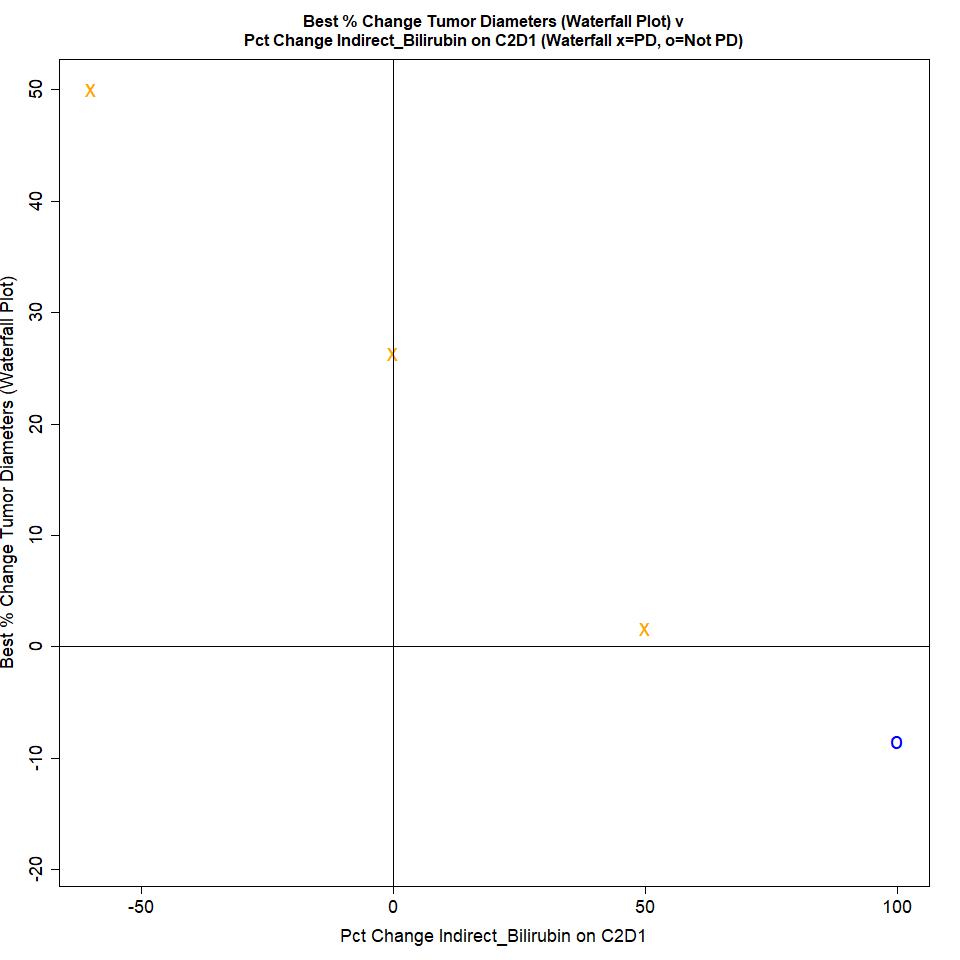 Best % Change Tumor Diameters (Waterfall Plot) v
Pct Change Indirect_Bilirubin on C2D1 (Waterfall x=PD, o=Not PD)
Best % Change Tumor Diameters (Waterfall Plot)
50
40
30
20
10
0
-10
-20
X
X
X
O
-50
0
50
100
Pct Change Indirect_Bilirubin on C2D1